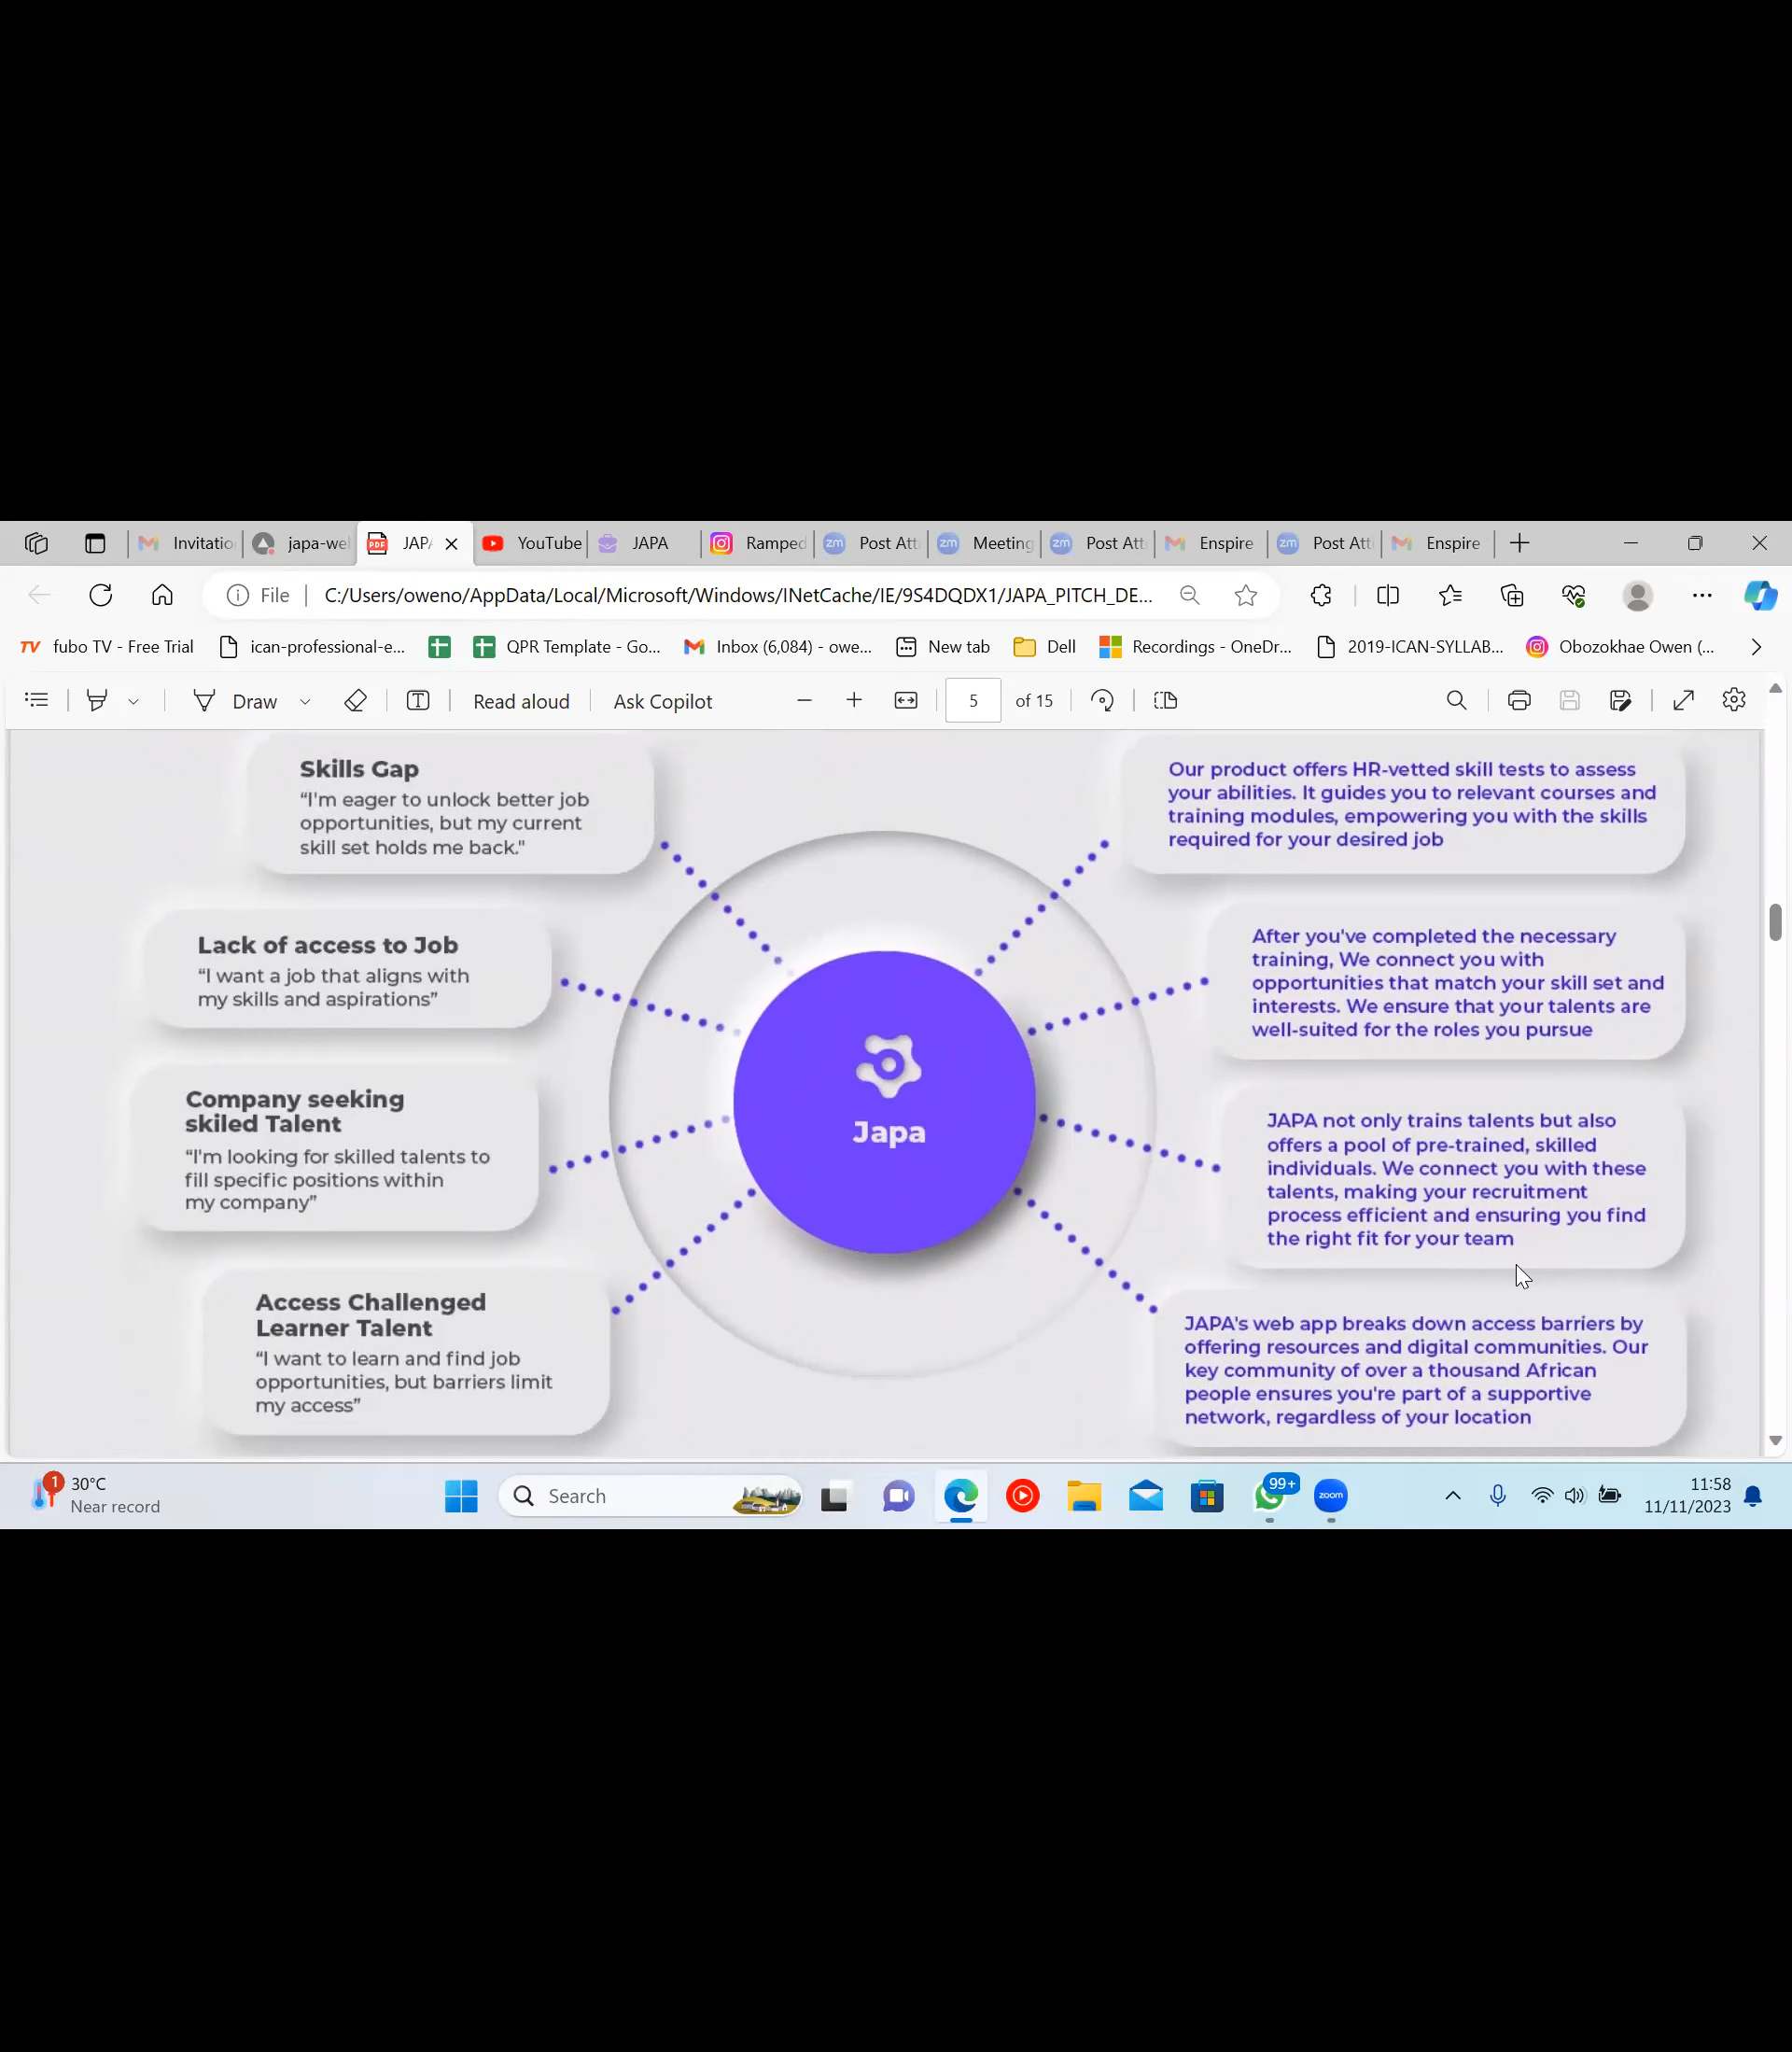 Invitatio
japa-wel
JAPA
YouTube
JAPA
Ramped
Post Att
Meeting
Post Att
Enspire
Post Att
Enspire
File
C:/Users/oweno/AppData/Local/Microsoft/Windows/INetCache/IE/9S4DQDX1/JAPA_PITCH_DE...
fubo TV - Free Trial
ican-professional-e...
QPR Template - Go...
Inbox (6,084) - owe...
New tab
Dell
Recordings - OneDr...
2019-ICAN-SYLLAB...
Obozokhae Owen (...
Draw
Read aloud
Ask Copilot
5
of 15
Skills Gap
“I'm eager to unlock better job
opportunities, but my current
skill set holds me back."
Lack of access to Job
“I want a job that aligns with
my skills and aspirations”
Company seeking
skiled Talent
“I'm looking for skilled talents to
fill specific positions within
my company”
Access Challenged
Learner Talent
“I want to learn and find job
opportunities, but barriers limit
my access”
Japa
Our product offers HR-vetted skill tests to assess
your abilities. It guides you to relevant courses and
training modules, empowering you with the skills
required for your desired job
After you've completed the necessary
training, We connect you with
opportunities that match your skill set and
interests. We ensure that your talents are
well-suited for the roles you pursue
JAPA not only trains talents but also
offers a pool of pre-trained, skilled
individuals. We connect you with these
talents, making your recruitment
process efficient and ensuring you find
the right fit for your team
JAPA's web app breaks down access barriers by
offering resources and digital communities. Our
key community of over a thousand African
people ensures you're part of a supportive
network, regardless of your location
1
30°C
Near record
Search
99+
zoom
11:58
11/11/2023